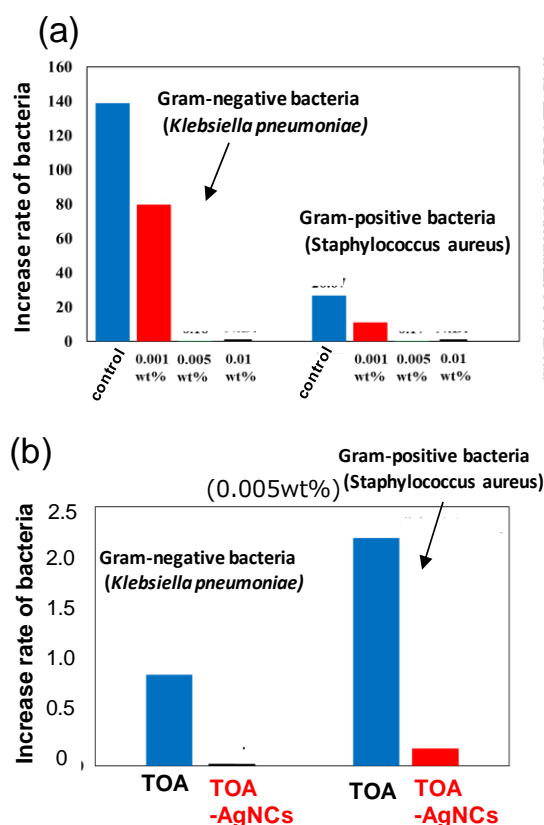 (a)
Increase rate of bacteria
160
140
120
100
80
60
40
20
0
Gram-negative bacteria
(Klebsiella pneumoniae)
Gram-positive bacteria
(Staphylococcus aureus)
control
0.001
wt%
0.005
wt%
0.01
wt%
control
0.001
wt%
0.005
wt%
0.01
wt%
(b)
Increase rate of bacteria
2.5
2.0
1.5
1.0
0.5
0
(0.005wt%)
Gram-positive bacteria
(Staphylococcus aureus)
Gram-negative bacteria
(Klebsiella pneumoniae)
TOA
TOA
-AgNCs
TOA
TOA
-AgNCs